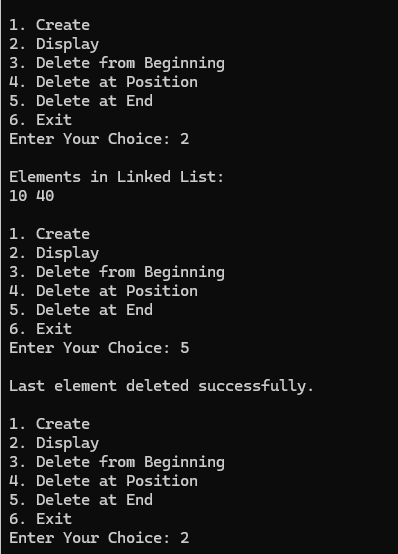 1. Create
2. Display
3. Delete from Beginning
4. Delete at Position
5. Delete at End
6. Exit
Enter Your Choice: 2
Elements in Linked List:
10 40
1. Create
2. Display
3. Delete from Beginning
4. Delete at Position
5. Delete at End
6. Exit
Enter Your Choice: 5
Last element deleted successfully.
1. Create
2. Display
3. Delete from Beginning
4. Delete at Position
5. Delete at End
6. Exit
Enter Your Choice: 2